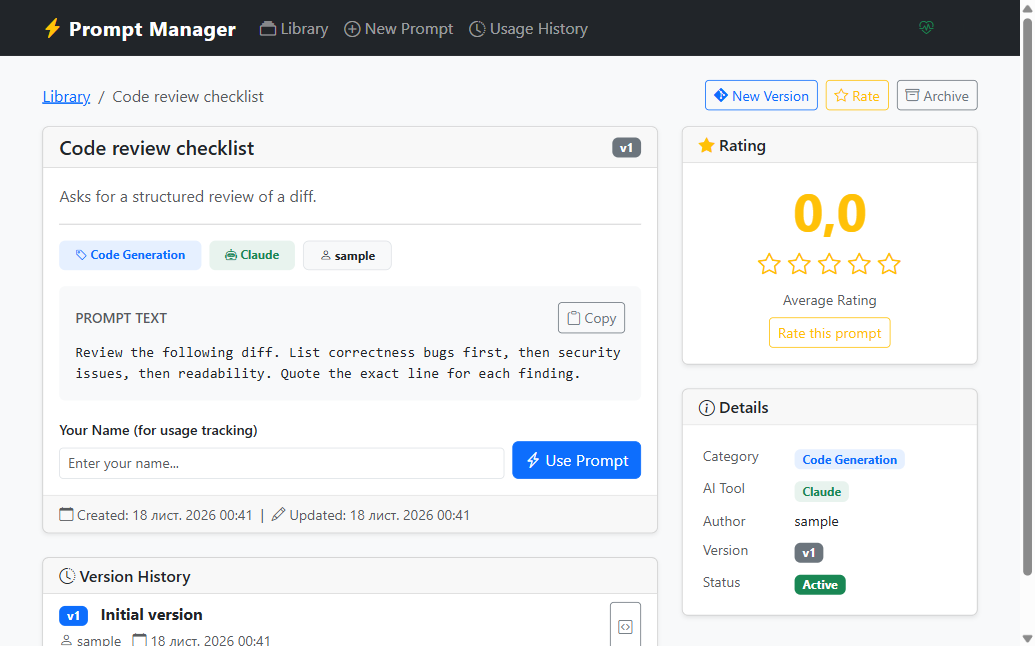 Prompt Manager Library New Prompt Usage History
Library / Code review checklist
New Version Rate Archive
Code review checklist v1
Asks for a structured review of a diff.
Code Generation Claude sample
PROMPT TEXT Copy
Review the following diff. List correctness bugs first, then security
issues, then readability. Quote the exact line for each finding.
Your Name (for usage tracking)
Enter your name... Use Prompt
Created: 18 лист. 2026 00:41 | Updated: 18 лист. 2026 00:41
Version History
v1 Initial version
sample 18 лист. 2026 00:41
Rating
0,0
Average Rating
Rate this prompt
Details
Category Code Generation
AI Tool Claude
Author sample
Version v1
Status Active